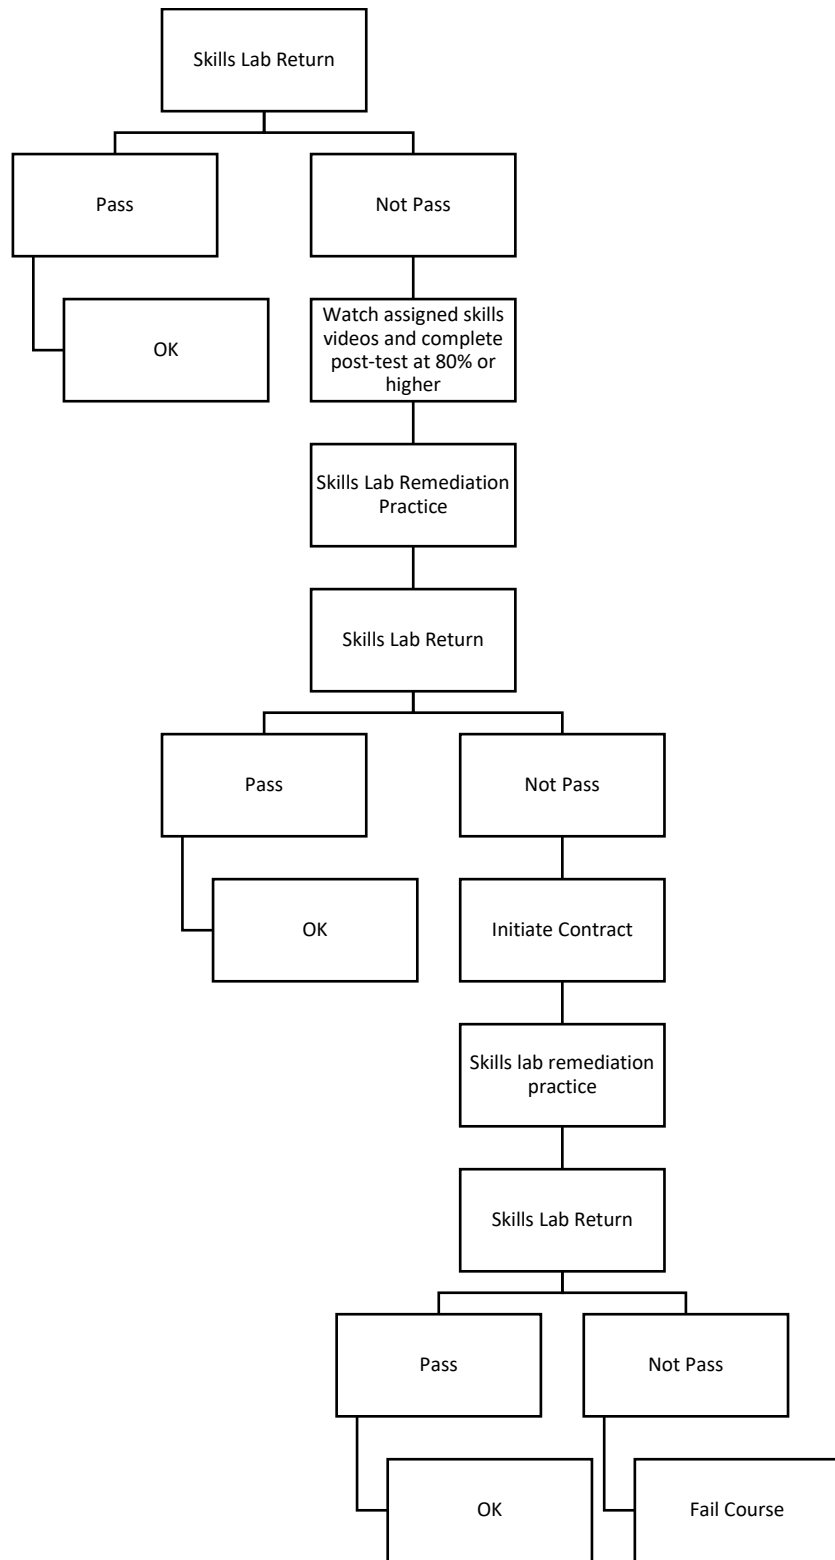 Skills Lab Return
Pass
Not Pass
OK
Watch assigned skills
videos and complete
post-test at 80% or
higher
Skills Lab Remediation
Practice
Skills Lab Return
Pass
Not Pass
OK
Initiate Contract
Skills lab remediation
practice
Skills Lab Return
Pass
Not Pass
OK
Fail Course